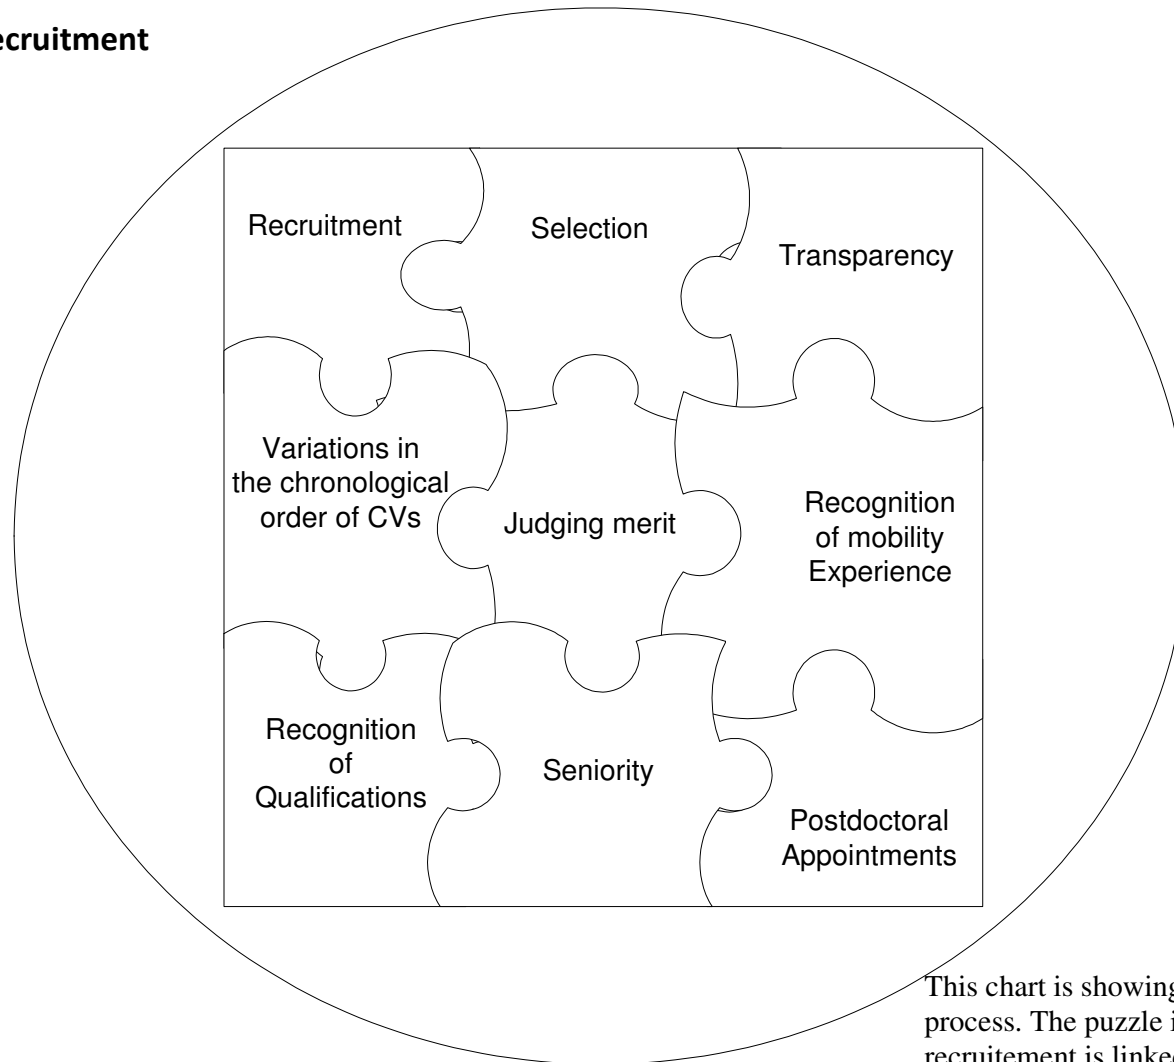 ecruitment
Recruitment
Selection
Transparency
Variations in
the chronological
order of CVs
Judging merit
Recognition
of mobility
Experience
Recognition
of
Qualifications
Seniority
Postdoctoral
Appointments
This chart is showing
process. The puzzle i
recruitement is linked